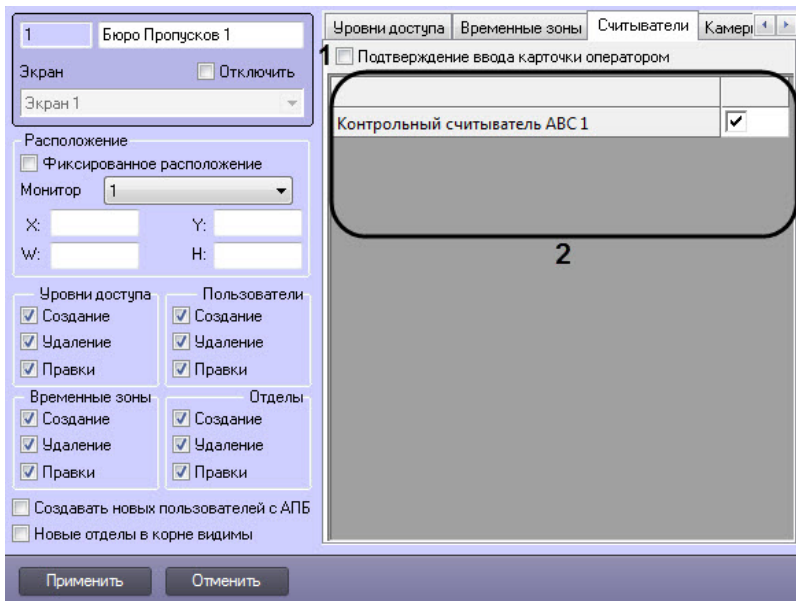 1
Бюро Пропусков 1
Экран
Отключить
Экран 1
Расположение
Фиксированное расположение
Монитор
1
X:
Y:
W:
H:
Уровни доступа
Создание
Удаление
Правки
Пользователи
Создание
Удаление
Правки
Временные зоны
Создание
Удаление
Правки
Отделы
Создание
Удаление
Правки
Создавать новых пользователей с АПБ
Новые отделы в корне видимы
Уровни доступа
Временные зоны
Считыватели
Камеры
1
Подтверждение ввода карточки оператором
Контрольный считыватель ABC 1
2
Применить
Отменить